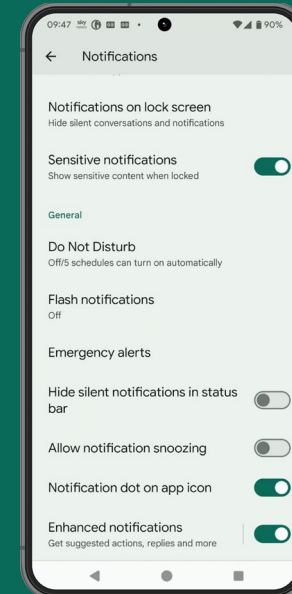 09:47 sky 90%
Notifications
Notifications on lock screen
Hide silent conversations and notifications
Sensitive notifications
Show sensitive content when locked
General
Do Not Disturb
Off/5 schedules can turn on automatically
Flash notifications
Off
Emergency alerts
Hide silent notifications in status
bar
Allow notification snoozing
Notification dot on app icon
Enhanced notifications
Get suggested actions, replies and more